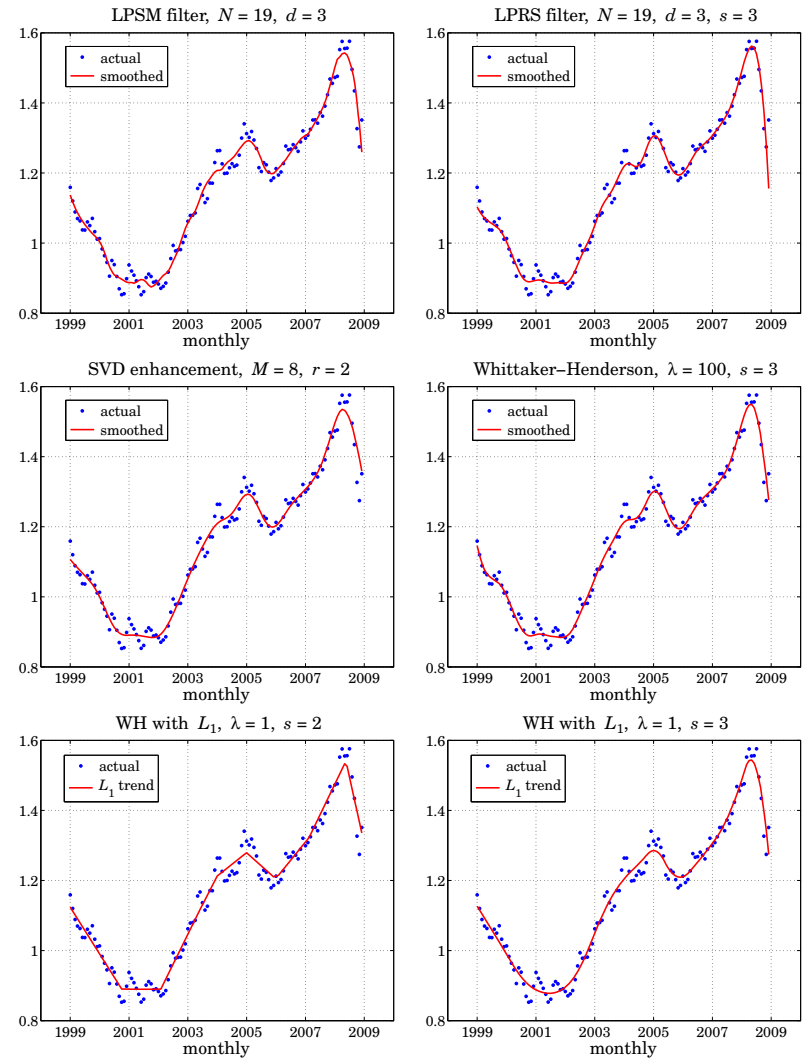 LPSM filter, N = 19, d = 3
1.6
1.4
1.2
1
0.8
actual
smoothed
1999 2001 2003 2005 2007 2009
monthly
LPRS filter, N = 19, d = 3, s = 3
1.6
1.4
1.2
1
0.8
actual
smoothed
1999 2001 2003 2005 2007 2009
monthly
SVD enhancement, M = 8, r = 2
1.6
1.4
1.2
1
0.8
actual
smoothed
1999 2001 2003 2005 2007 2009
monthly
Whittaker–Henderson, λ = 100, s = 3
1.6
1.4
1.2
1
0.8
actual
smoothed
1999 2001 2003 2005 2007 2009
monthly
WH with L₁, λ = 1, s = 2
1.6
1.4
1.2
1
0.8
actual
L₁ trend
1999 2001 2003 2005 2007 2009
monthly
WH with L₁, λ = 1, s = 3
1.6
1.4
1.2
1
0.8
actual
L₁ trend
1999 2001 2003 2005 2007 2009
monthly